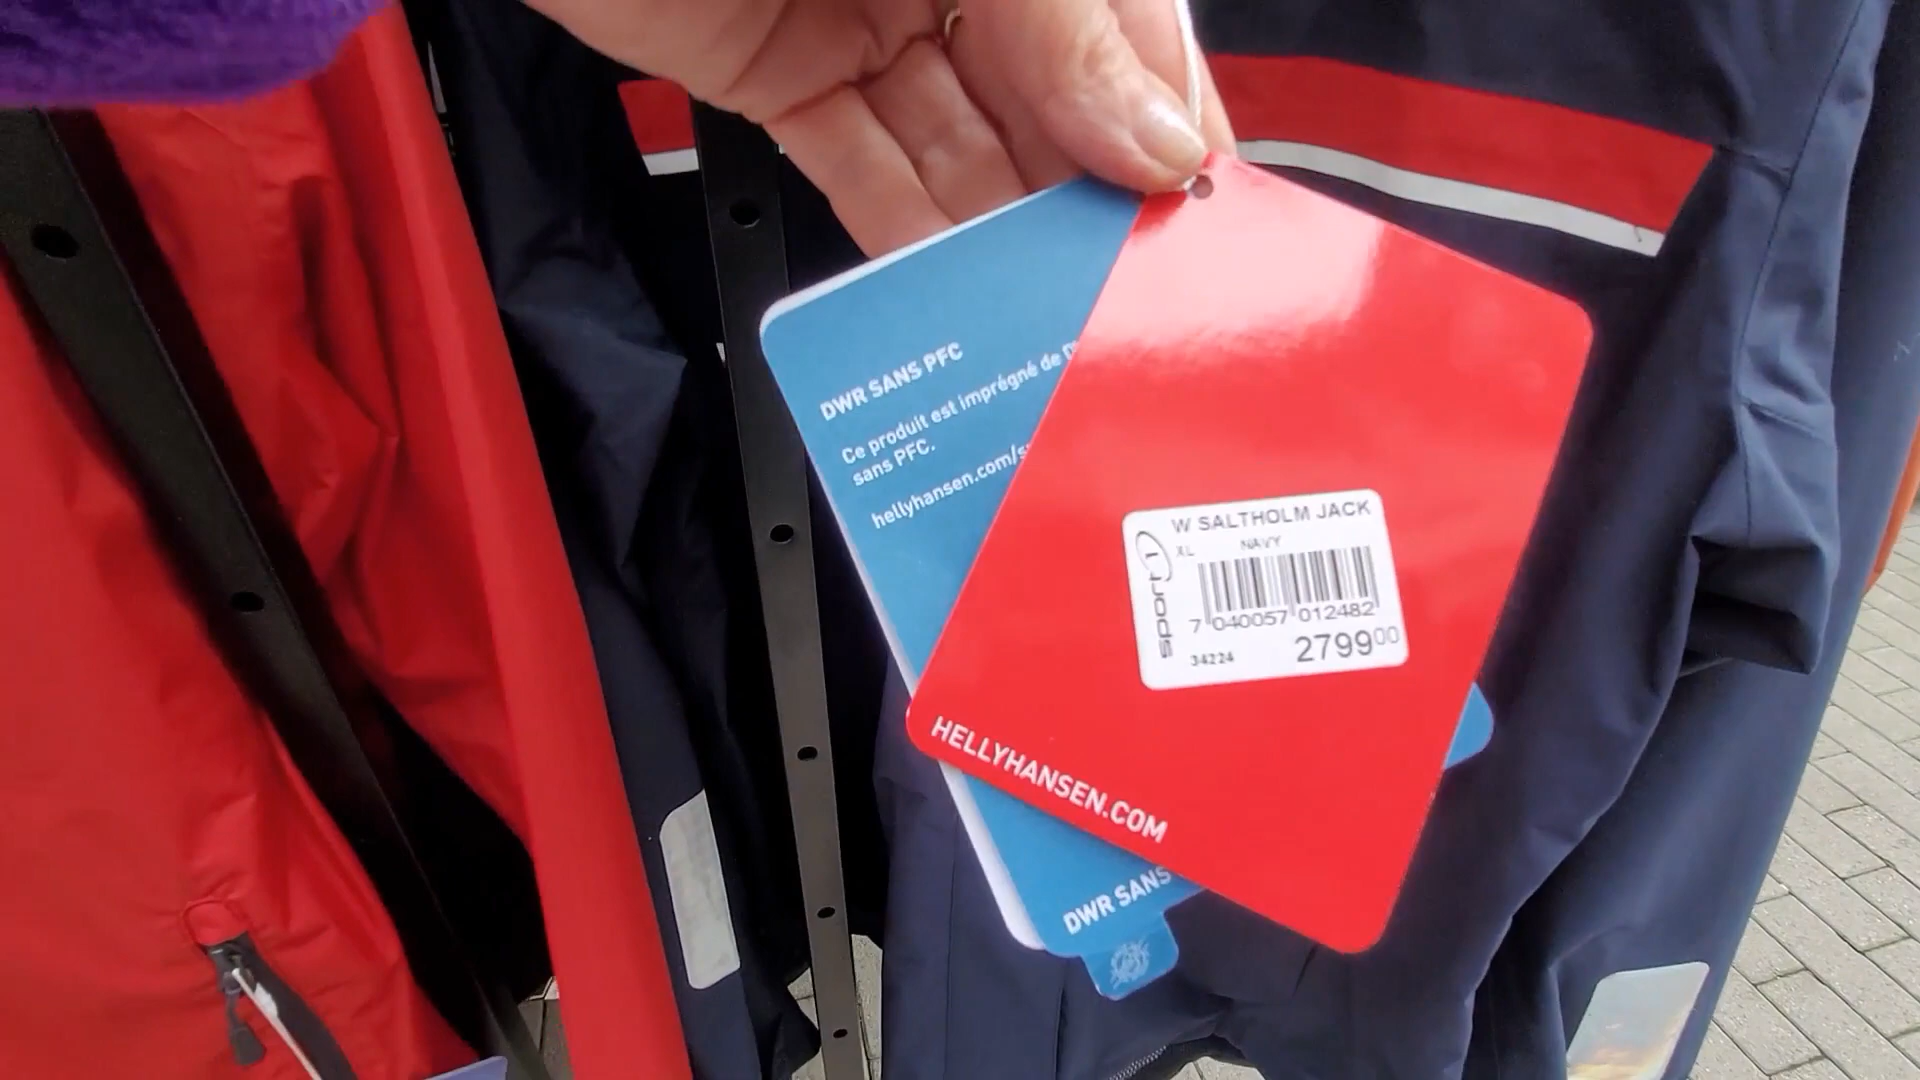 DWR SANS PFC
Ce produit est imprégné de
sans PFC.
hellyhansen.com/s
W SALTHOLM JACK
XL NAVY
sport 1
7 040057 012482
34224 2799 00
HELLYHANSEN.COM
DWR SANS